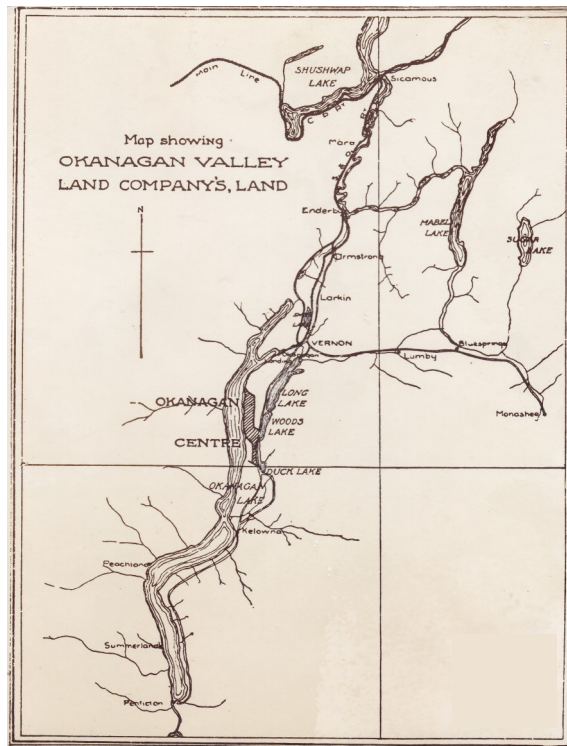 Main Line
SHUSHWAP
LAKE
Sicamous
C.P.R.
Map showing
OKANAGAN VALLEY
LAND COMPANY'S, LAND
Mara
N
Enderby
MABEL
LAKE
SUGAR
LAKE
Armstrong
Larkin
VERNON
Okanagan
Landing
Lumby
Bluesprings
Monashee
LONG
LAKE
OKANAGAN
CENTRE
WOODS
LAKE
DUCK LAKE
OKANAGAN
LAKE
Kelowna
Peachland
Summerland
Penticton